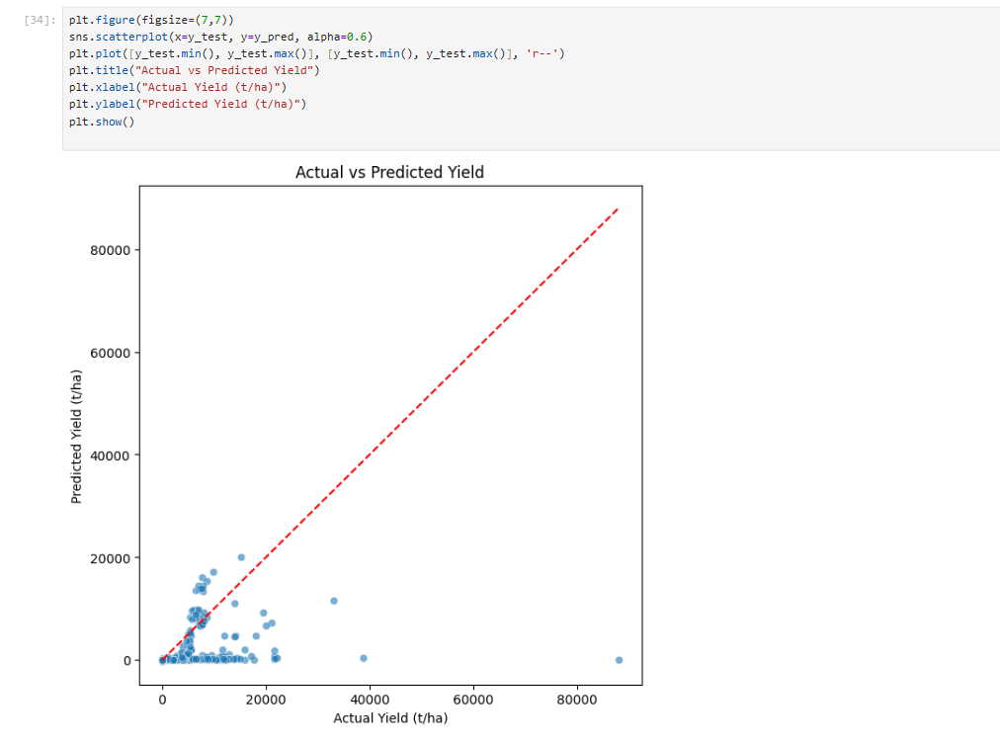 [34]: plt.figure(figsize=(7,7))
sns.scatterplot(x=y_test, y=y_pred, alpha=0.6)
plt.plot([y_test.min(), y_test.max()], [y_test.min(), y_test.max()], 'r--')
plt.title("Actual vs Predicted Yield")
plt.xlabel("Actual Yield (t/ha)")
plt.ylabel("Predicted Yield (t/ha)")
plt.show()
Actual vs Predicted Yield
Predicted Yield (t/ha)
80000
60000
40000
20000
0
0 20000 40000 60000 80000
Actual Yield (t/ha)